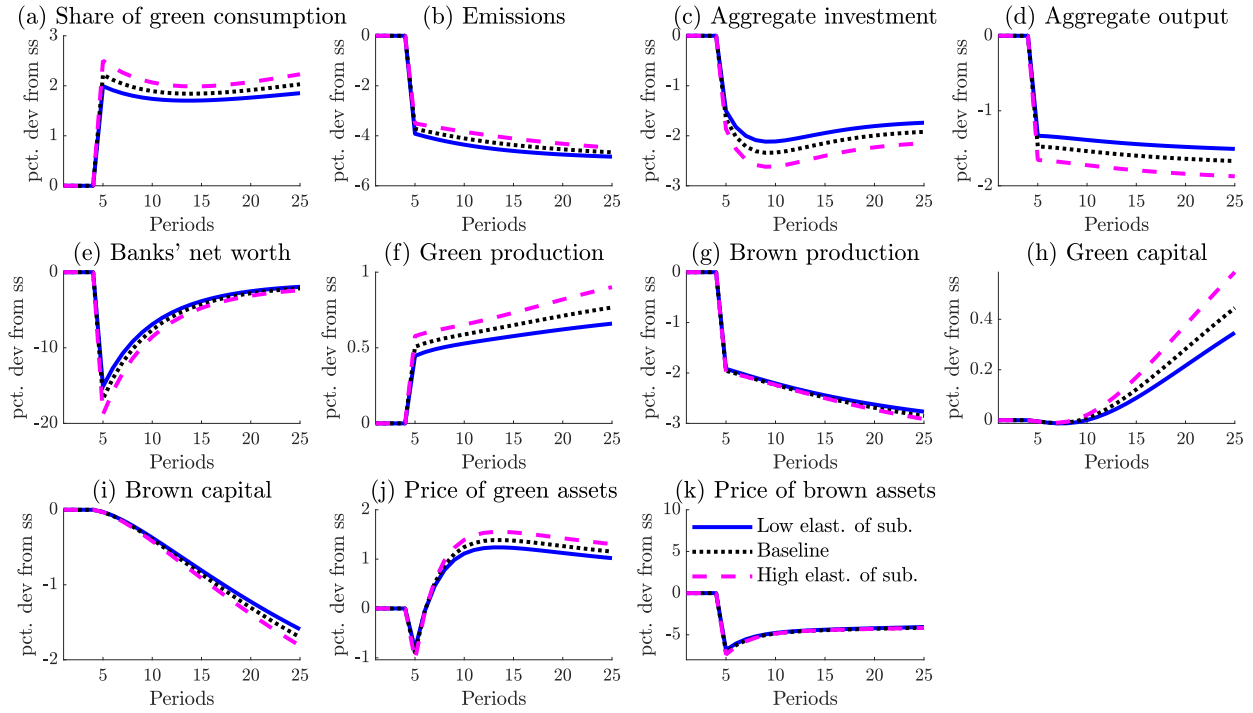 (a) Share of green consumption
pct. dev from ss
3
2
1
0
5 10 15 20 25
Periods
(b) Emissions
pct. dev from ss
0
-2
-4
-6
5 10 15 20 25
Periods
(c) Aggregate investment
pct. dev from ss
0
-1
-2
-3
5 10 15 20 25
Periods
(d) Aggregate output
pct. dev from ss
0
-1
-2
5 10 15 20 25
Periods
(e) Banks' net worth
pct. dev from ss
0
-10
-20
5 10 15 20 25
Periods
(f) Green production
pct. dev from ss
1
0.5
0
5 10 15 20 25
Periods
(g) Brown production
pct. dev from ss
0
-1
-2
-3
5 10 15 20 25
Periods
(h) Green capital
pct. dev from ss
0.4
0.2
0
5 10 15 20 25
Periods
(i) Brown capital
pct. dev from ss
0
-1
-2
5 10 15 20 25
Periods
(j) Price of green assets
pct. dev from ss
2
1
0
-1
5 10 15 20 25
Periods
(k) Price of brown assets
pct. dev from ss
10
5
0
-5
Low elast. of sub.
Baseline
High elast. of sub.
5 10 15 20 25
Periods